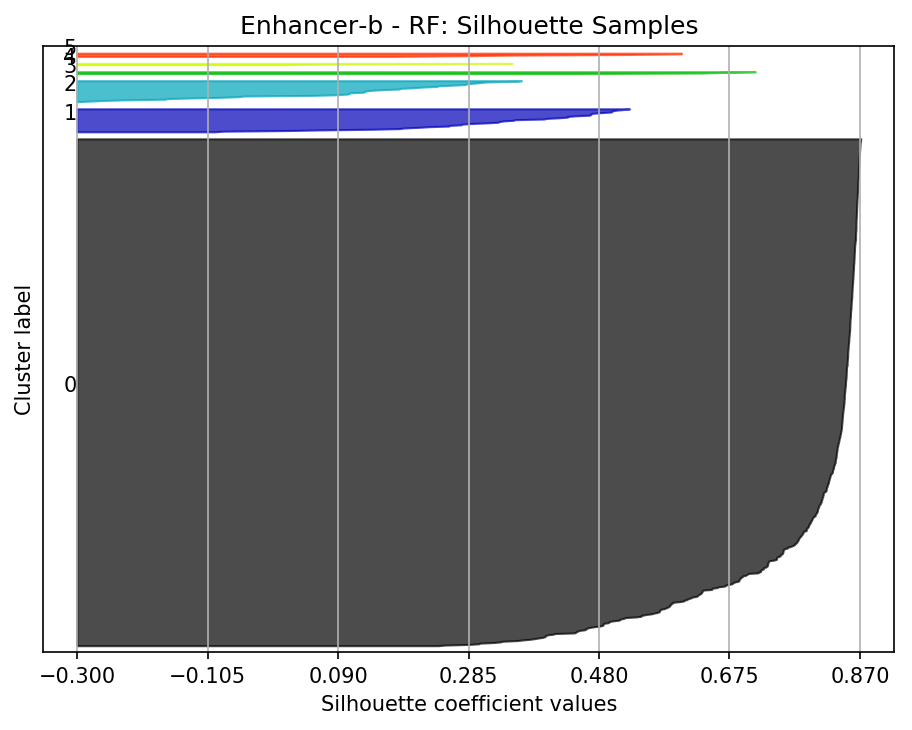 Enhancer-b - RF: Silhouette Samples
5
4
3
2
1
0
Cluster label
−0.300 −0.105 0.090 0.285 0.480 0.675 0.870
Silhouette coefficient values